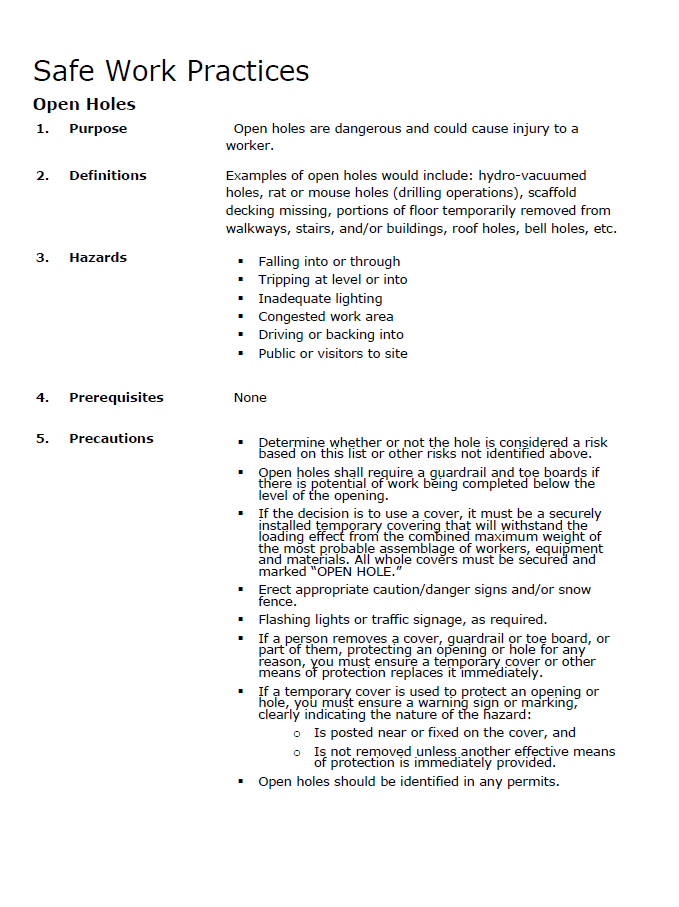 Safe Work Practices
Open Holes
1. Purpose Open holes are dangerous and could cause injury to a
worker.
2. Definitions Examples of open holes would include: hydro-vacuumed
holes, rat or mouse holes (drilling operations), scaffold
decking missing, portions of floor temporarily removed from
walkways, stairs, and/or buildings, roof holes, bell holes, etc.
3. Hazards
▪ Falling into or through
▪ Tripping at level or into
▪ Inadequate lighting
▪ Congested work area
▪ Driving or backing into
▪ Public or visitors to site
4. Prerequisites None
5. Precautions
▪ Determine whether or not the hole is considered a risk
based on this list or other risks not identified above.
▪ Open holes shall require a guardrail and toe boards if
there is potential of work being completed below the
level of the opening.
▪ If the decision is to use a cover, it must be a securely
installed temporary covering that will withstand the
loading effect from the combined maximum weight of
the most probable assemblage of workers, equipment
and materials. All whole covers must be secured and
marked “OPEN HOLE.”
▪ Erect appropriate caution/danger signs and/or snow
fence.
▪ Flashing lights or traffic signage, as required.
▪ If a person removes a cover, guardrail or toe board, or
part of them, protecting an opening or hole for any
reason, you must ensure a temporary cover or other
means of protection replaces it immediately.
▪ If a temporary cover is used to protect an opening or
hole, you must ensure a warning sign or marking,
clearly indicating the nature of the hazard:
o Is posted near or fixed on the cover, and
o Is not removed unless another effective means
of protection is immediately provided.
▪ Open holes should be identified in any permits.